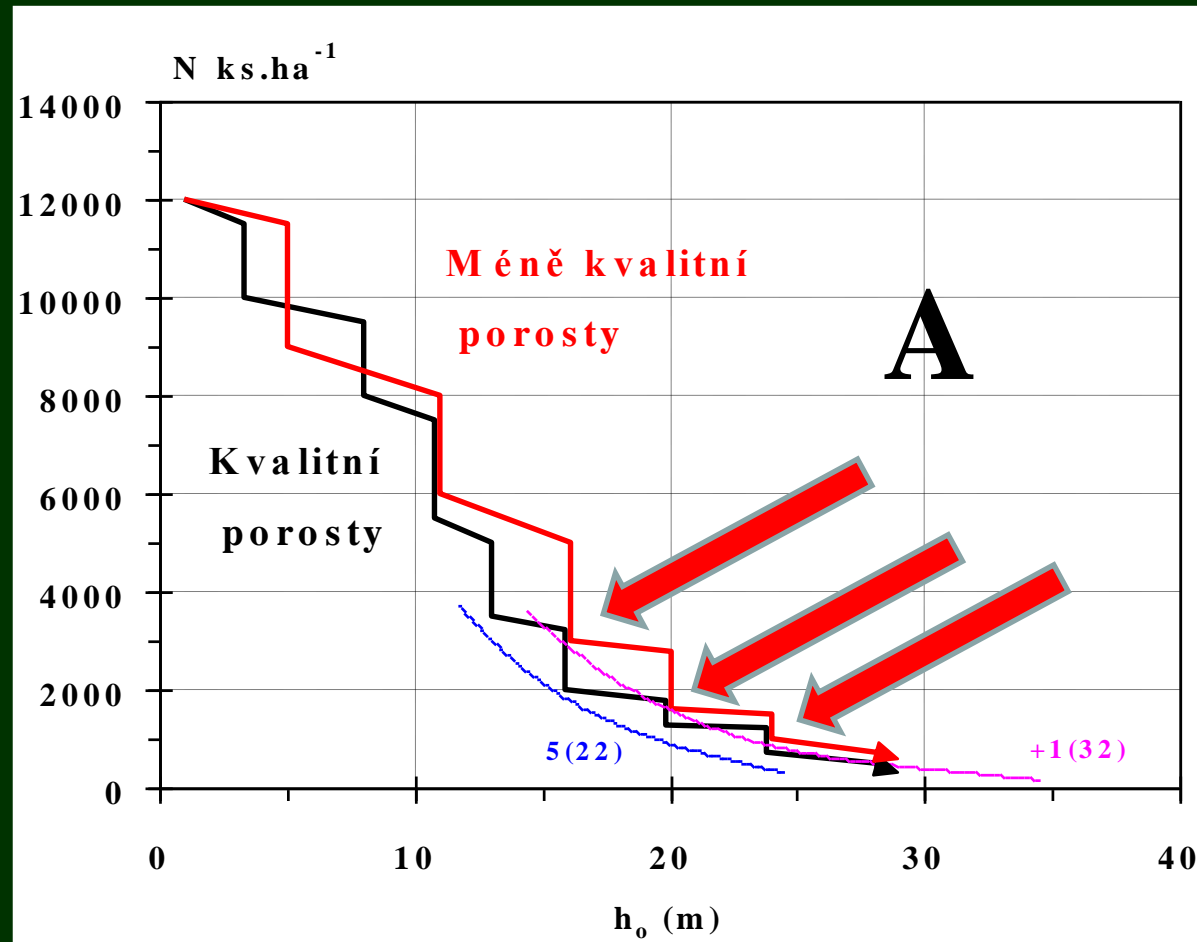 N ks.ha⁻¹
14000
12000
10000
8000
6000
4000
2000
0
Méně kvalitní
porosty
A
Kvalitní
porosty
5(22)
+1(32)
0
10
20
30
40
hₒ (m)